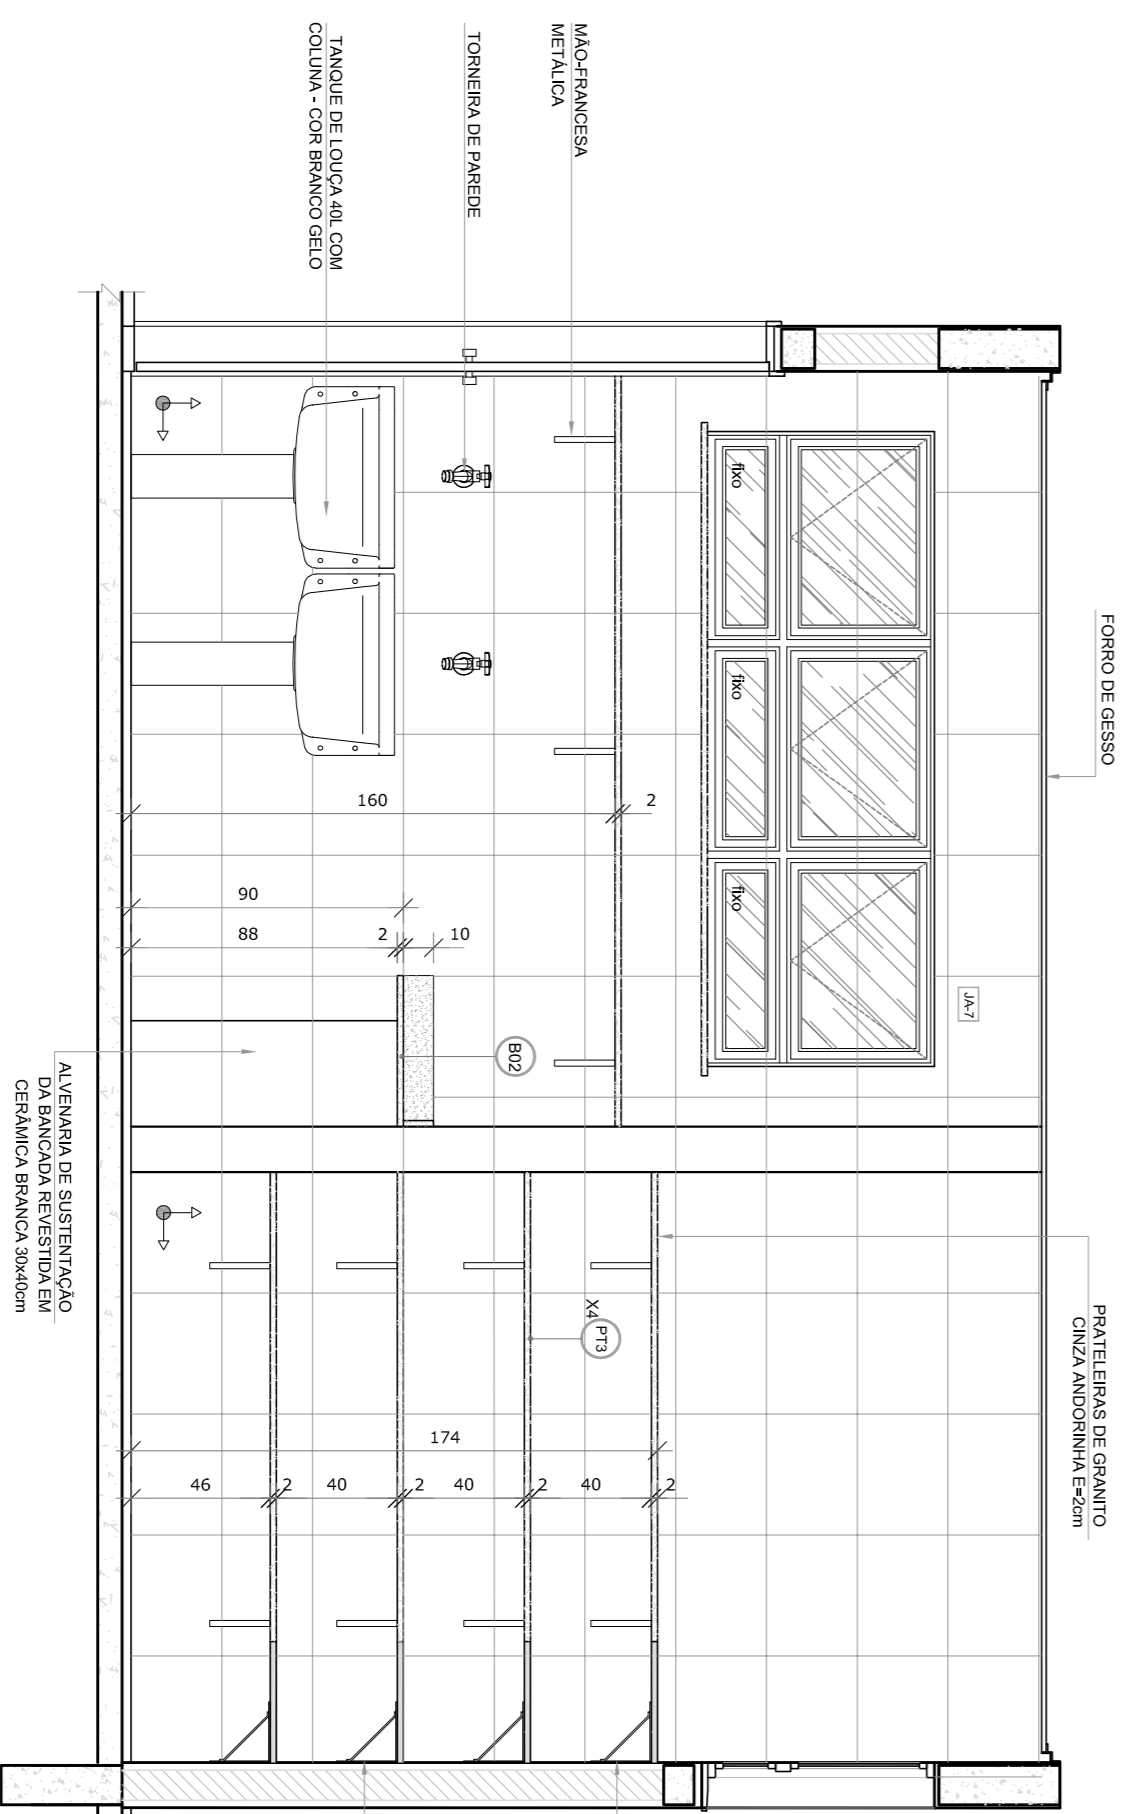 FORRO DE GESSO
PRATELEIRAS DE GRANITO
CINZA ANDORINHA E=2cm
MÃO-FRANCESA
METÁLICA
TORNEIRA DE PAREDE
TANQUE DE LOUÇA 40L COM
COLUNA - COR BRANCO GELO
JA-7
fixo
fixo
fixo
160
2
90
88
2
10
B02
X4
PT3
174
46
2
40
2
40
2
40
2
ALVENARIA DE SUSTENTAÇÃO
DA BANCADA REVESTIDA EM
CERÂMICA BRANCA 30x40cm